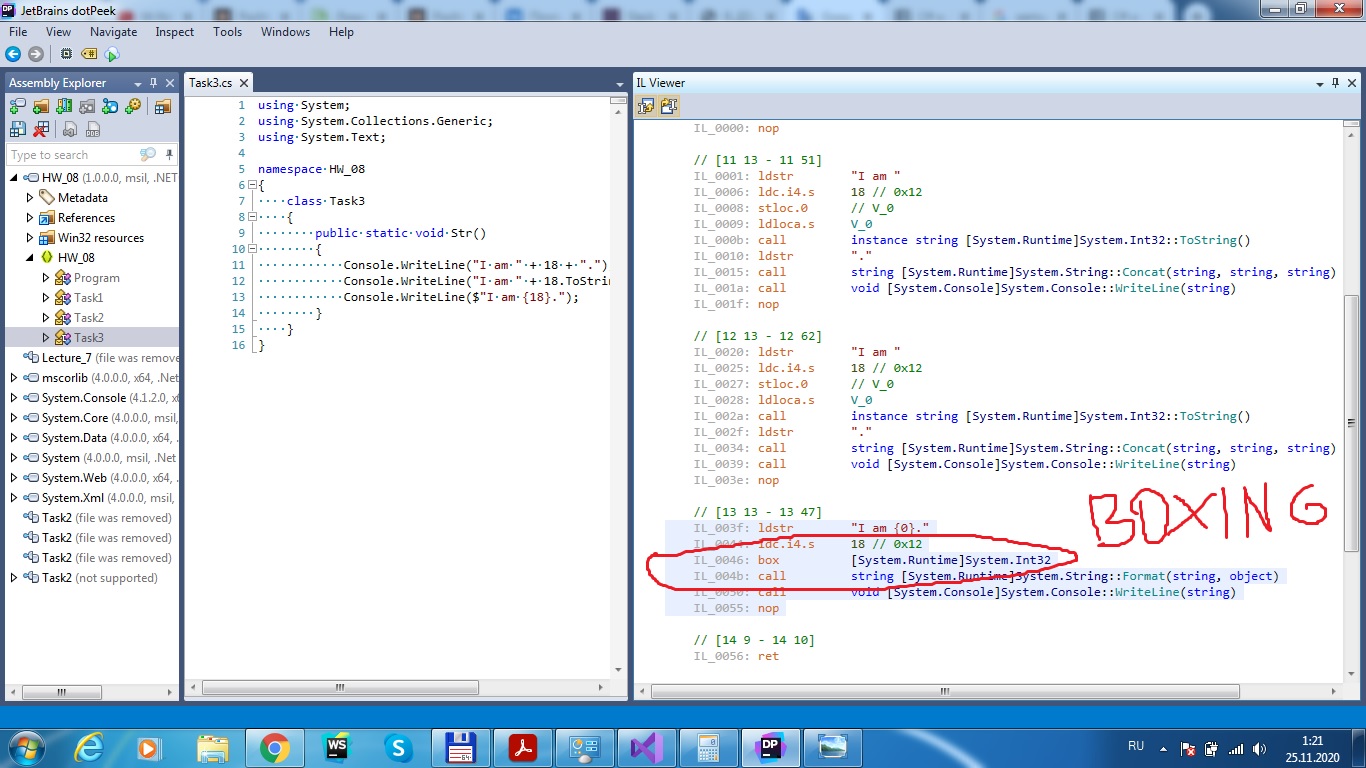 JetBrains dotPeek
File View Navigate Inspect Tools Windows Help
Assembly Explorer
Type to search
HW_08 (1.0.0.0, msil, .NET
Metadata
References
Win32 resources
HW_08
Program
Task1
Task2
Task3
Lecture_7 (file was remove
mscorlib (4.0.0.0, x64, .Net
System.Console (4.1.2.0, x
System.Core (4.0.0.0, msil,
System.Data (4.0.0.0, x64, .
System (4.0.0.0, msil, .Net
System.Web (4.0.0.0, x64, .
System.Xml (4.0.0.0, msil,
Task2 (file was removed)
Task2 (file was removed)
Task2 (file was removed)
Task2 (not supported)
Task3.cs
1 using System;
2 using System.Collections.Generic;
3 using System.Text;
4
5 namespace HW_08
6 {
7 class Task3
8 {
9 public static void Str()
10 {
11 Console.WriteLine("I am " + 18 + ".")
12 Console.WriteLine("I am " + 18.ToStrin
13 Console.WriteLine($"I am {18}.");
14 }
15 }
16 }
IL Viewer
IL_0000: nop
// [11 13 - 11 51]
IL_0001: ldstr "I am "
IL_0006: ldc.i4.s 18 // 0x12
IL_0008: stloc.0 // V_0
IL_0009: ldloca.s V_0
IL_000b: call instance string [System.Runtime]System.Int32::ToString()
IL_0010: ldstr "."
IL_0015: call string [System.Runtime]System.String::Concat(string, string, string)
IL_001a: call void [System.Console]System.Console::WriteLine(string)
IL_001f: nop
// [12 13 - 12 62]
IL_0020: ldstr "I am "
IL_0025: ldc.i4.s 18 // 0x12
IL_0027: stloc.0 // V_0
IL_0028: ldloca.s V_0
IL_002a: call instance string [System.Runtime]System.Int32::ToString()
IL_002f: ldstr "."
IL_0034: call string [System.Runtime]System.String::Concat(string, string, string)
IL_0039: call void [System.Console]System.Console::WriteLine(string)
IL_003e: nop
// [13 13 - 13 47]
IL_003f: ldstr "I am {0}."
IL_0044: ldc.i4.s 18 // 0x12
IL_0046: box [System.Runtime]System.Int32
IL_004b: call string [System.Runtime]System.String::Format(string, object)
IL_0050: call void [System.Console]System.Console::WriteLine(string)
IL_0055: nop
// [14 9 - 14 10]
IL_0056: ret
BOXING
RU
1:21
25.11.2020